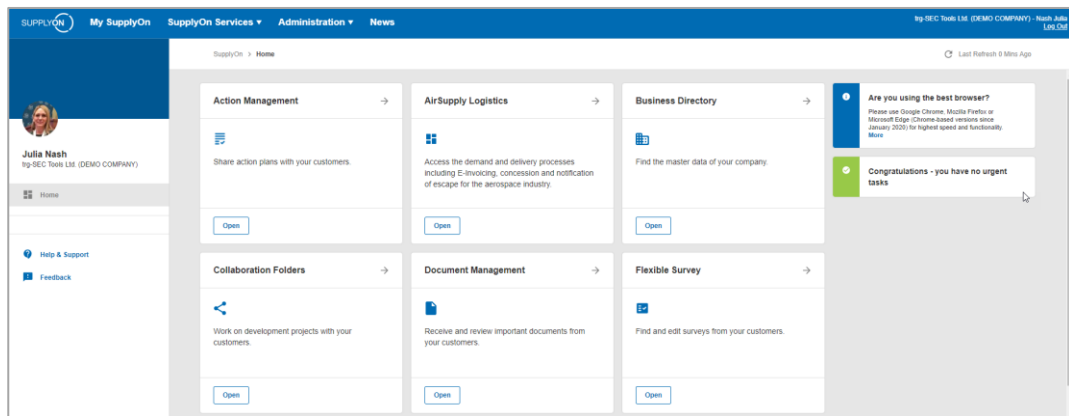 SUPPLYON
My SupplyOn
SupplyOn Services
Administration
News
trg-SEC Tools Ltd. (DEMO COMPANY) - Nash Julia
Log Out
SupplyOn > Home
Last Refresh 0 Mins Ago
Julia Nash
trg-SEC Tools Ltd. (DEMO COMPANY)
Home
Help & Support
Feedback
Action Management
Share action plans with your customers.
Open
AirSupply Logistics
Access the demand and delivery processes
including E-Invoicing, concession and notification
of escape for the aerospace industry.
Open
Business Directory
Find the master data of your company.
Open
Are you using the best browser?
Please use Google Chrome, Mozilla Firefox or
Microsoft Edge (Chrome-based versions since
January 2020) for highest speed and functionality.
More
Congratulations - you have no urgent
tasks
Collaboration Folders
Work on development projects with your
customers.
Open
Document Management
Receive and review important documents from
your customers.
Open
Flexible Survey
Find and edit surveys from your customers.
Open